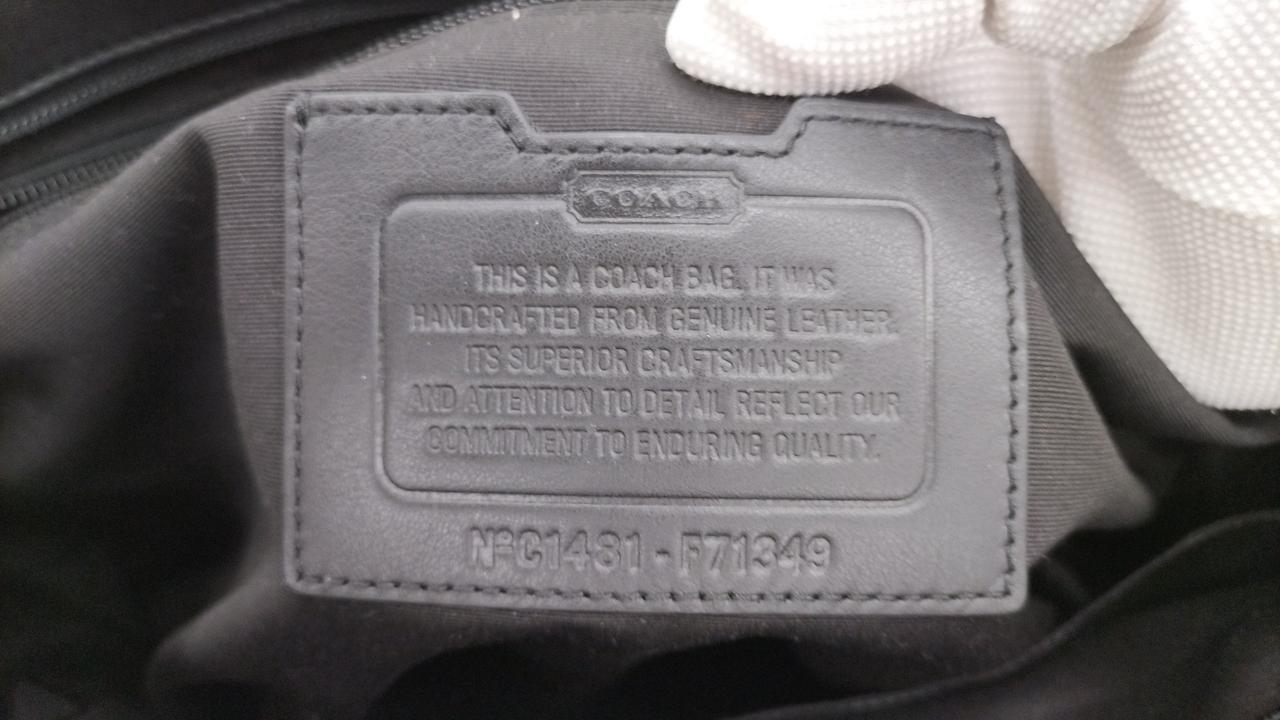 COACH
THIS IS A COACH BAG. IT WAS
HANDCRAFTED FROM GENUINE LEATHER.
ITS SUPERIOR CRAFTSMANSHIP
AND ATTENTION TO DETAIL REFLECT OUR
COMMITMENT TO ENDURING QUALITY.
NºC1481-F71349